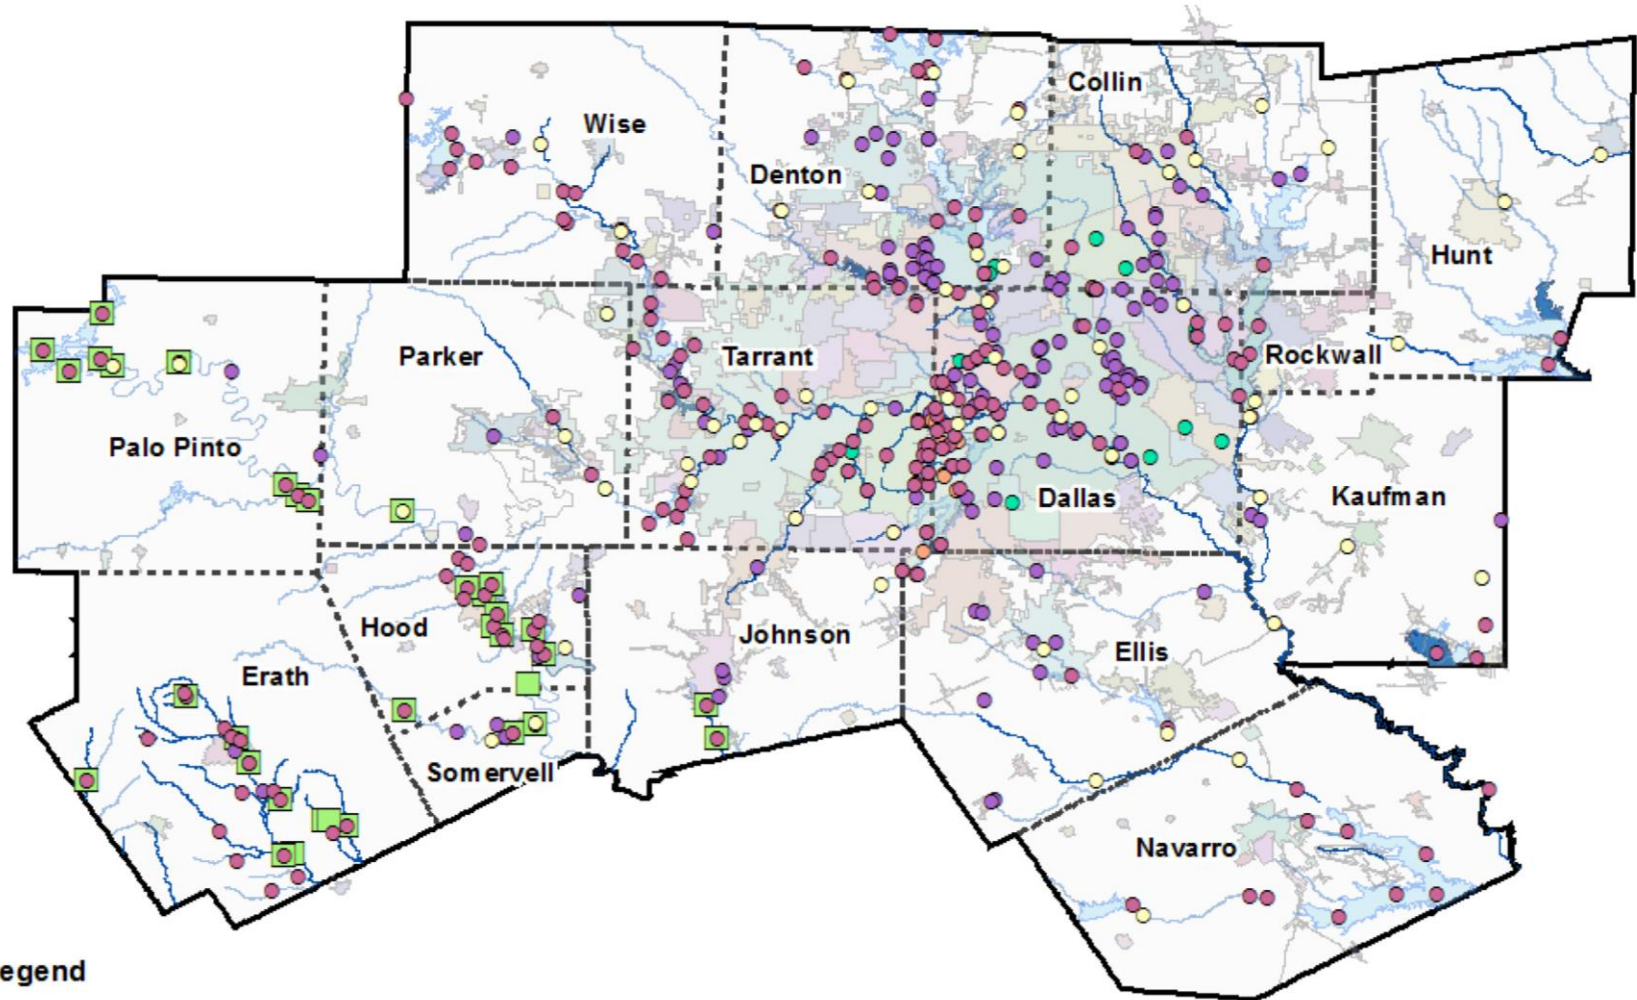 Collin
Wise
Denton
Hunt
Parker
Tarrant
Rockwall
Palo Pinto
Dallas
Kaufman
Hood
Johnson
Ellis
Erath
Somervell
Navarro
egend